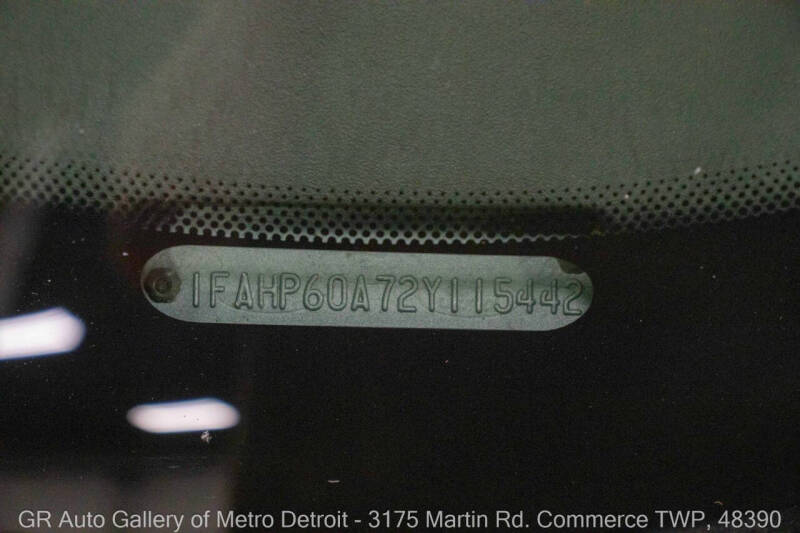 1FAHP60A72Y115442
GR Auto Gallery of Metro Detroit - 3175 Martin Rd. Commerce TWP, 48390